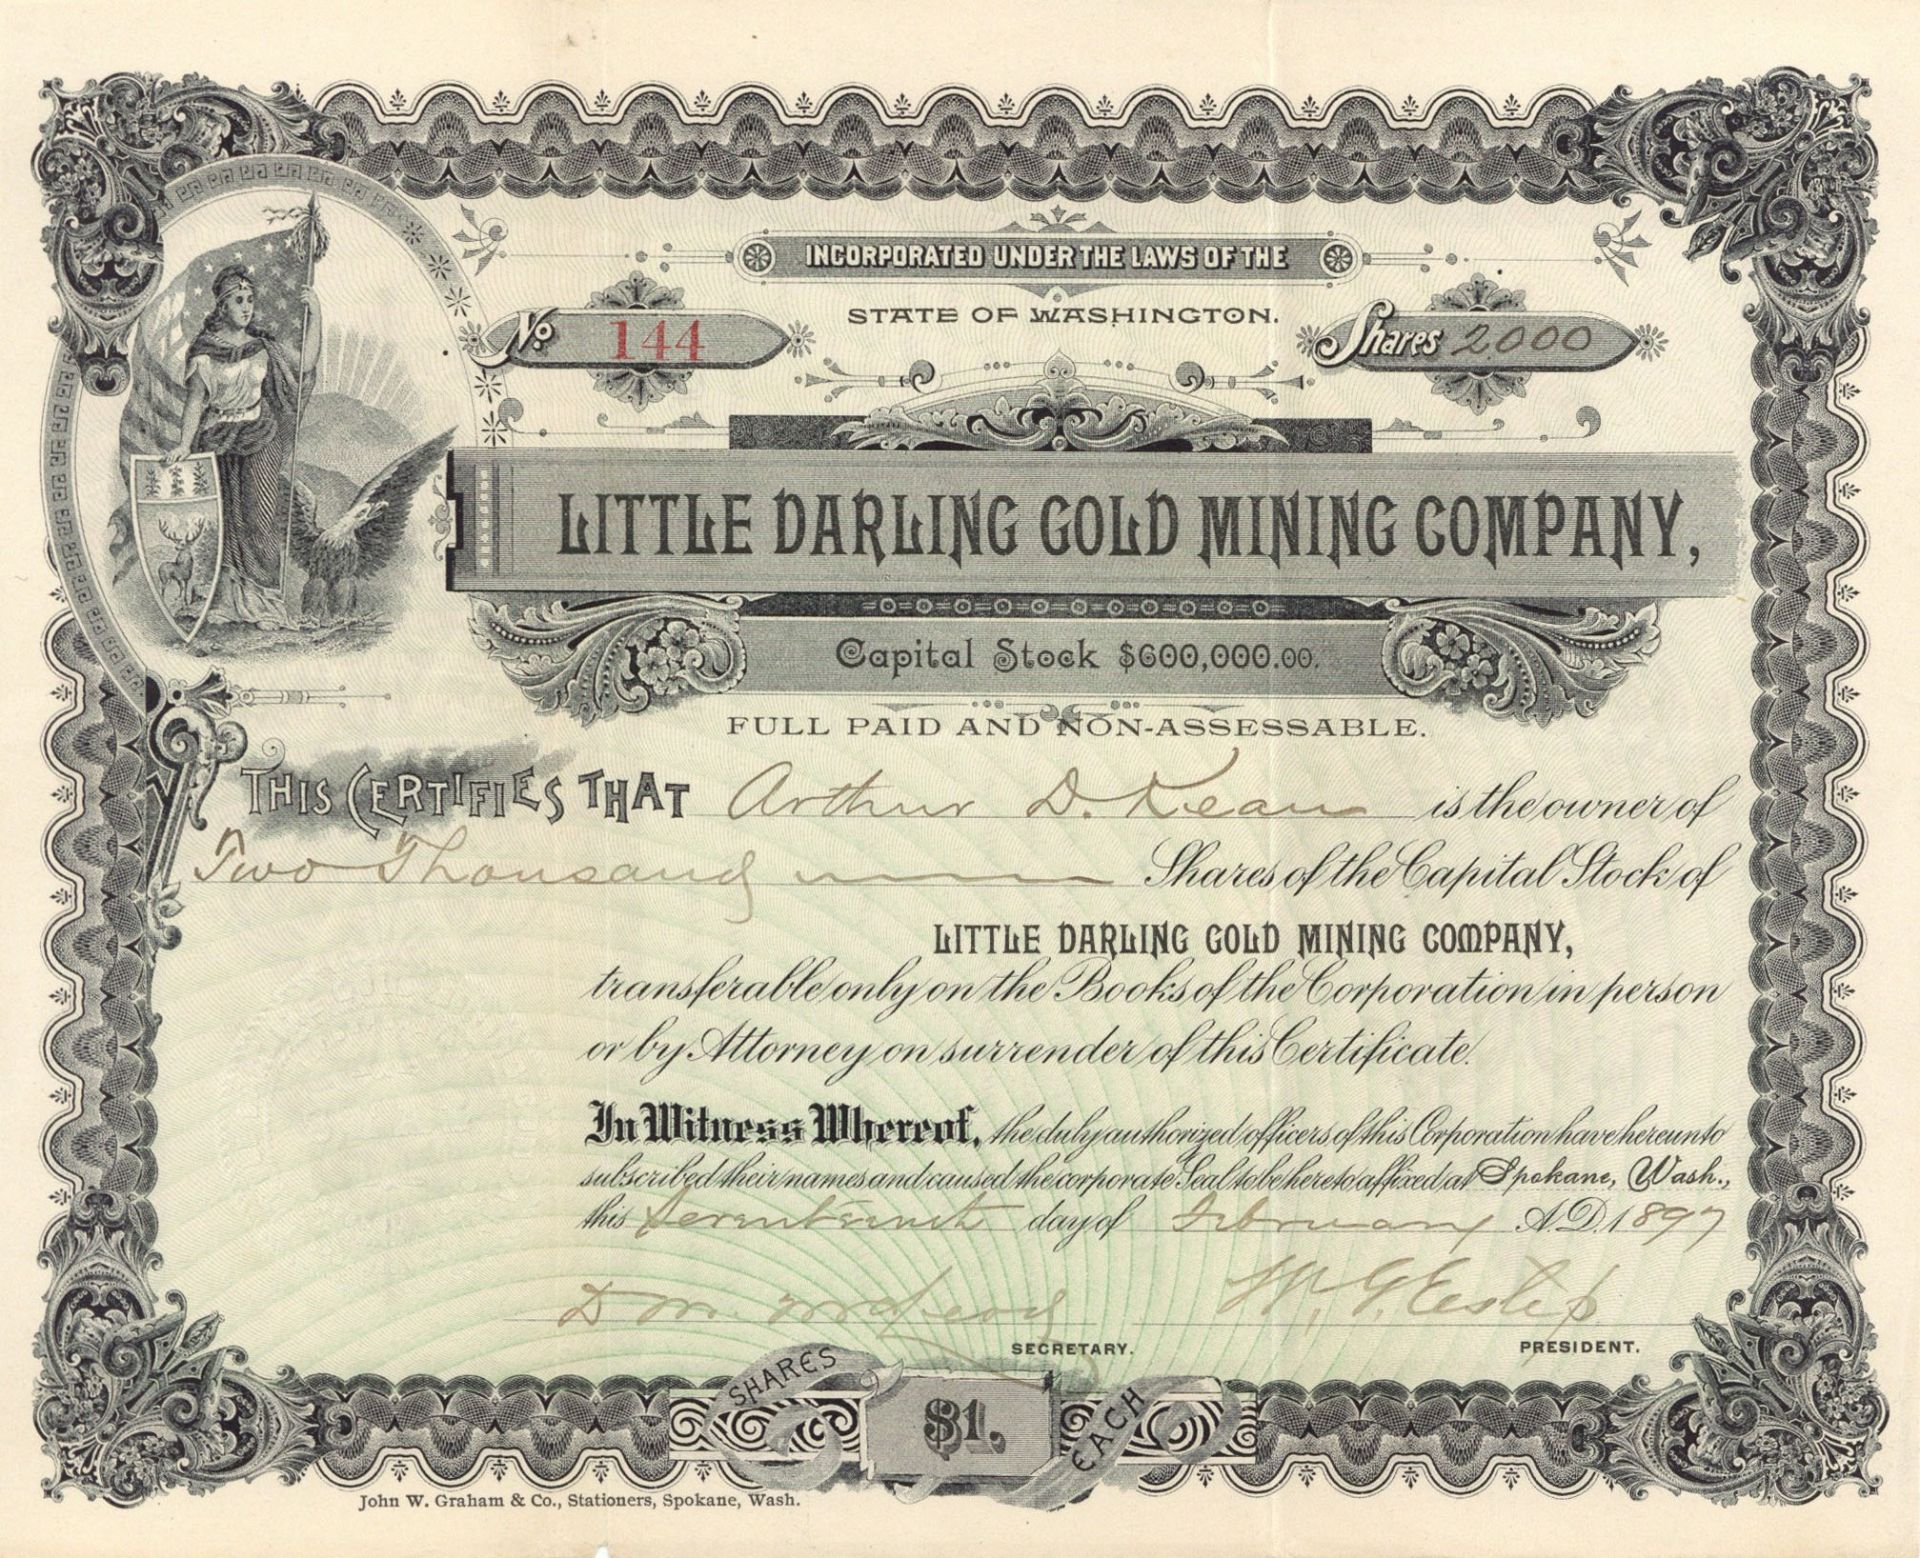 INCORPORATED UNDER THE LAWS OF THE
STATE OF WASHINGTON.
No 144
Shares 2000
LITTLE DARLING GOLD MINING COMPANY,
Capital Stock $600,000.00.
FULL PAID AND NON-ASSESSABLE.
THIS CERTIFIES THAT Arthur D. Kean is the owner of
Two Thousand Shares of the Capital Stock of
LITTLE DARLING GOLD MINING COMPANY,
transferable only on the Books of the Corporation in person
or by Attorney on surrender of this Certificate.
In Witness Whereof, the duly authorized officers of this Corporation have hereunto
subscribed their names and caused the corporate Seal to be hereto affixed at Spokane, Wash.,
this Seventeenth day of February A.D. 1897
D M. McLeod W. G. Estep
SECRETARY. PRESIDENT.
SHARES $1. EACH
John W. Graham & Co., Stationers, Spokane, Wash.